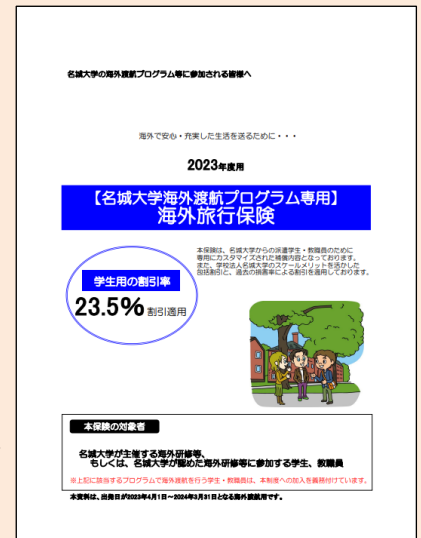 名城大学の海外渡航プログラム等に参加される皆様へ
海外で安心・充実した生活を送るために・・・
2023年度用
【名城大学海外渡航プログラム専用】
海外旅行保険
学生用の割引率
23.5% 割引適用
本保険は、名城大学からの派遣学生・教職員のために
専用にカスタマイズされた補償内容となっております。
また、学校法人名城大学のスケールメリットを活かした
包括割引と、過去の損害率による割引を適用しております。
本保険の対象者
名城大学が主催する海外研修等、
もしくは、名城大学が認めた海外研修等に参加する学生、教職員
※上記に該当するプログラムで海外渡航を行う学生・教職員は、本制度への加入を義務付けています。
本資料は、出発日が2023年4月1日～2024年3月31日となる海外渡航用です。